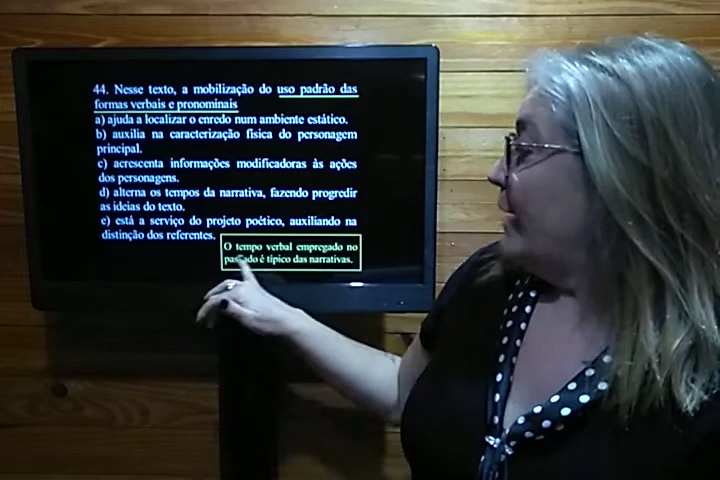 44. Nesse texto, a mobilização do uso padrão das
formas verbais e pronominais
a) ajuda a localizar o enredo num ambiente estático.
b) auxilia na caracterização física do personagem
principal.
c) acrescenta informações modificadoras às ações
dos personagens.
d) alterna os tempos da narrativa, fazendo progredir
as ideias do texto.
e) está a serviço do projeto poético, auxiliando na
distinção dos referentes.
O tempo verbal empregado no
passado é típico das narrativas.